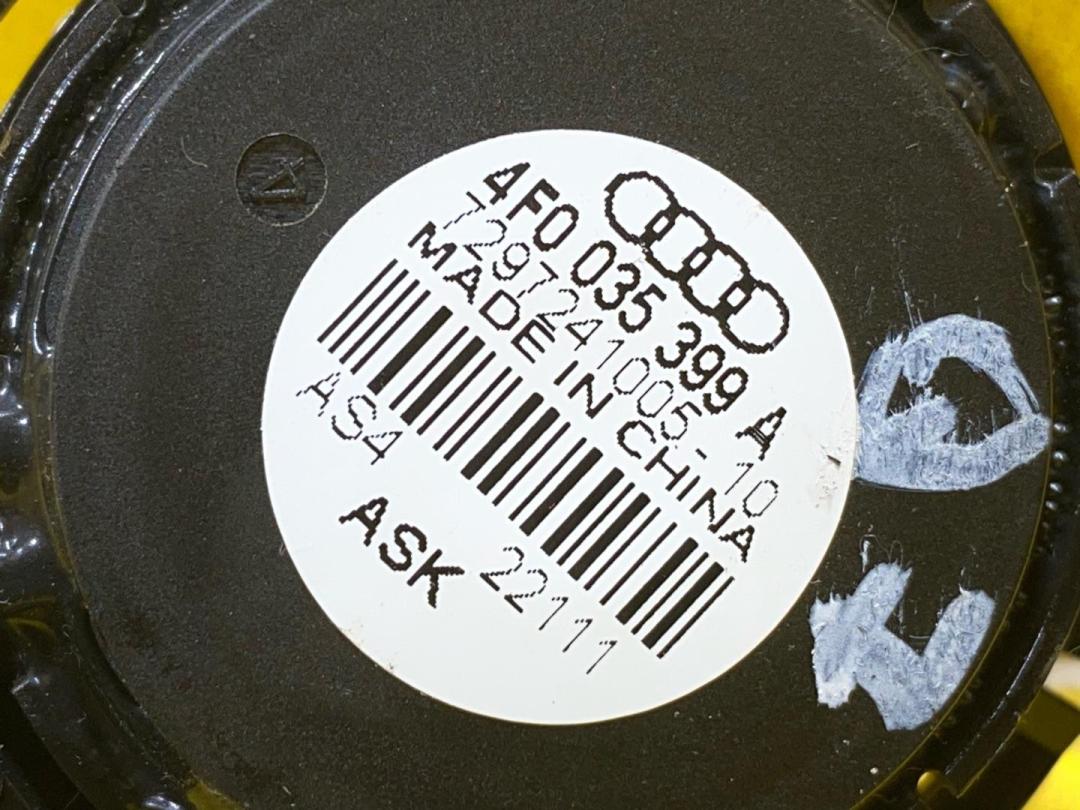 4F0 035 399 A
7297241005-10
MADE IN CHINA
AS4
ASK 22111